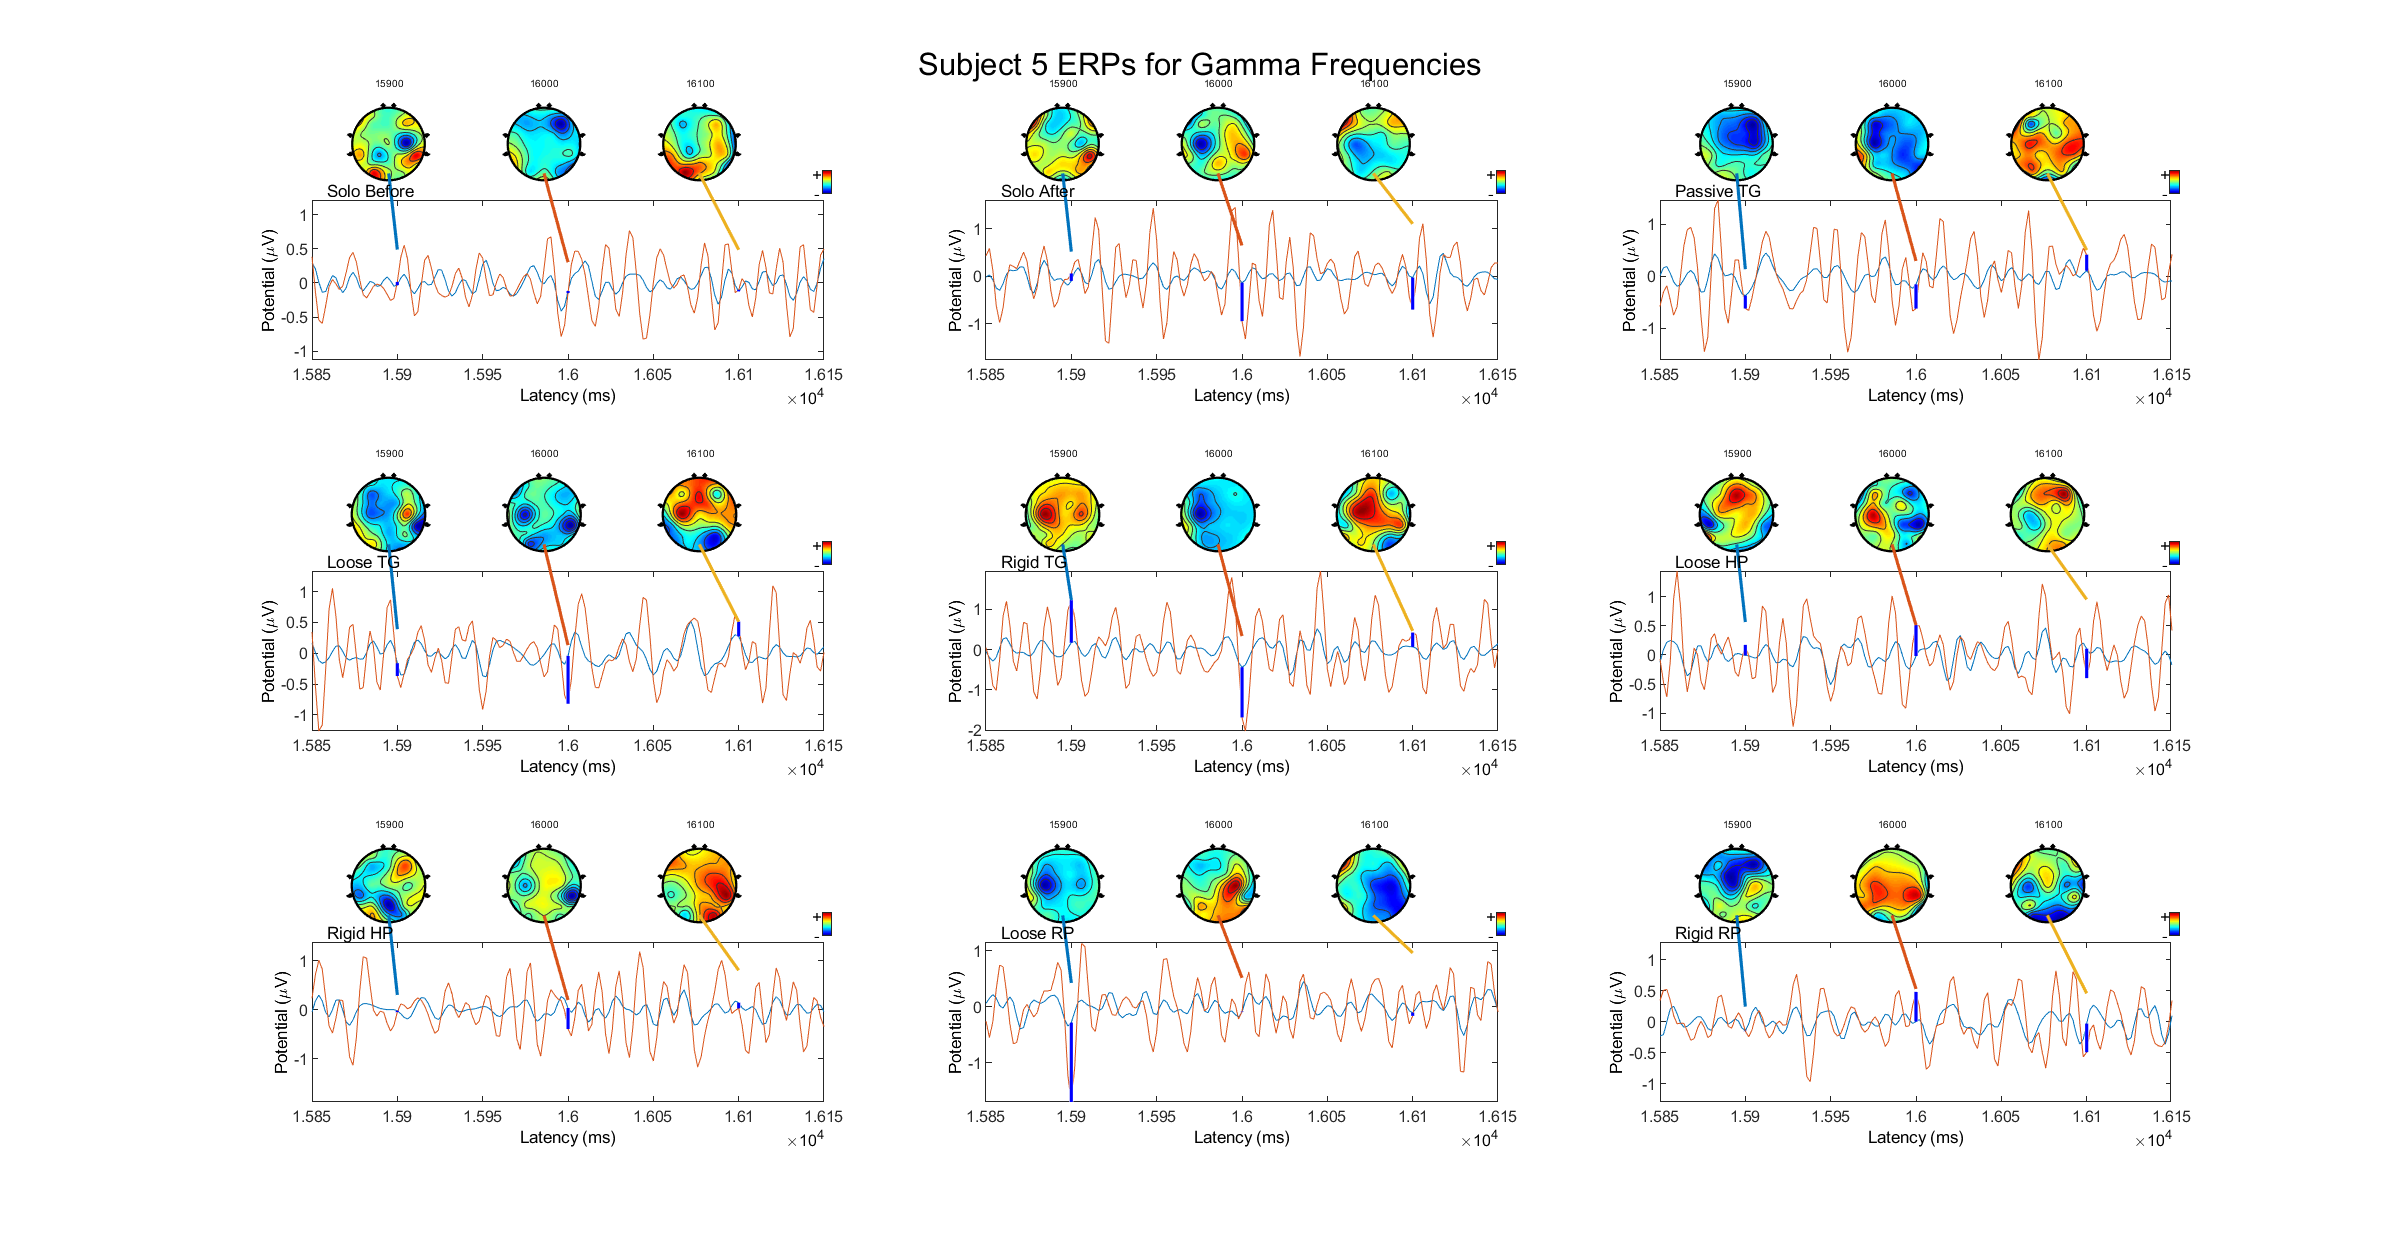 Subject 5 ERPs for Gamma Frequencies
15900 16000 16100
+
-
Solo Before
Potential (μV)
1
0.5
0
-0.5
-1
1.585 1.59 1.595 1.6 1.605 1.61 1.615
Latency (ms)
×10^4
15900 16000 16100
+
-
Solo After
Potential (μV)
1
0
-1
1.585 1.59 1.595 1.6 1.605 1.61 1.615
Latency (ms)
×10^4
15900 16000 16100
+
-
Passive TG
Potential (μV)
1
0
-1
1.585 1.59 1.595 1.6 1.605 1.61 1.615
Latency (ms)
×10^4
15900 16000 16100
+
-
Loose TG
Potential (μV)
1
0.5
0
-0.5
-1
1.585 1.59 1.595 1.6 1.605 1.61 1.615
Latency (ms)
×10^4
15900 16000 16100
+
-
Rigid TG
Potential (μV)
1
0
-1
-2
1.585 1.59 1.595 1.6 1.605 1.61 1.615
Latency (ms)
×10^4
15900 16000 16100
+
-
Loose HP
Potential (μV)
1
0.5
0
-0.5
-1
1.585 1.59 1.595 1.6 1.605 1.61 1.615
Latency (ms)
×10^4
15900 16000 16100
+
-
Rigid HP
Potential (μV)
1
0
-1
1.585 1.59 1.595 1.6 1.605 1.61 1.615
Latency (ms)
×10^4
15900 16000 16100
+
-
Loose RP
Potential (μV)
1
0
-1
1.585 1.59 1.595 1.6 1.605 1.61 1.615
Latency (ms)
×10^4
15900 16000 16100
+
-
Rigid RP
Potential (μV)
1
0.5
0
-0.5
-1
1.585 1.59 1.595 1.6 1.605 1.61 1.615
Latency (ms)
×10^4